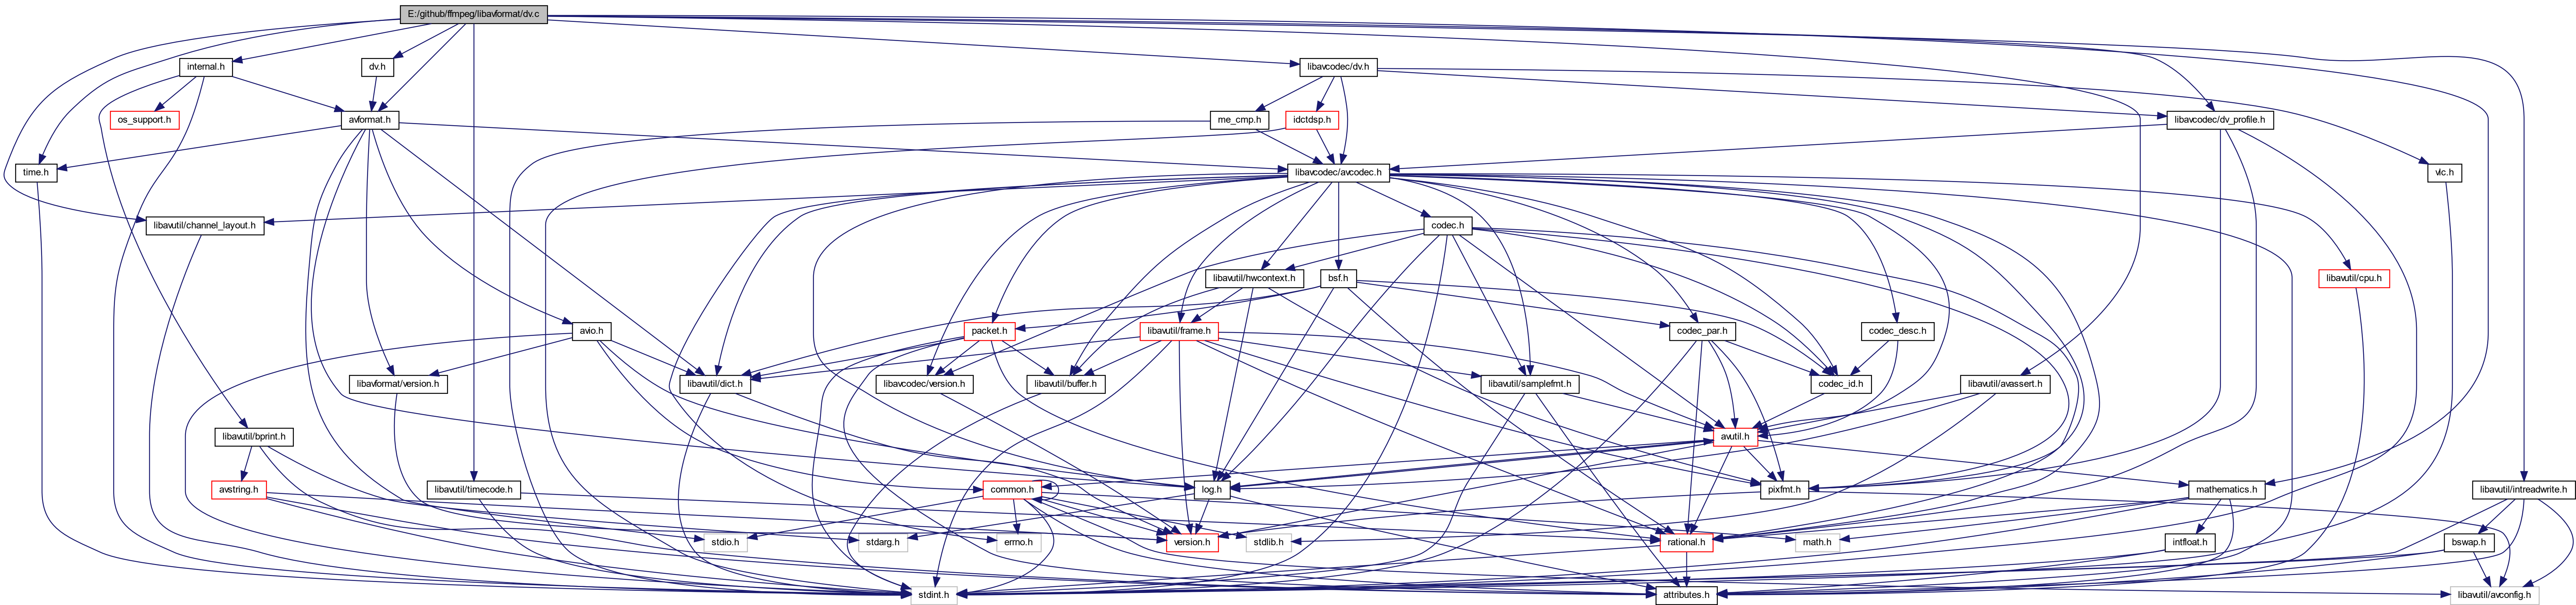 E:/github/ffmpeg/libavformat/dv.c
internal.h
dv.h
libavcodec/dv.h
os_support.h
avformat.h
me_cmp.h
idctdsp.h
libavcodec/dv_profile.h
time.h
libavcodec/avcodec.h
vlc.h
libavutil/channel_layout.h
codec.h
libavutil/hwcontext.h
bsf.h
libavutil/cpu.h
avio.h
packet.h
libavutil/frame.h
codec_par.h
codec_desc.h
libavformat/version.h
libavutil/dict.h
libavcodec/version.h
libavutil/buffer.h
libavutil/samplefmt.h
codec_id.h
libavutil/avassert.h
libavutil/bprint.h
avutil.h
avstring.h
libavutil/timecode.h
common.h
log.h
pixfmt.h
mathematics.h
libavutil/intreadwrite.h
stdio.h
stdarg.h
errno.h
version.h
stdlib.h
rational.h
math.h
intfloat.h
bswap.h
stdint.h
attributes.h
libavutil/avconfig.h